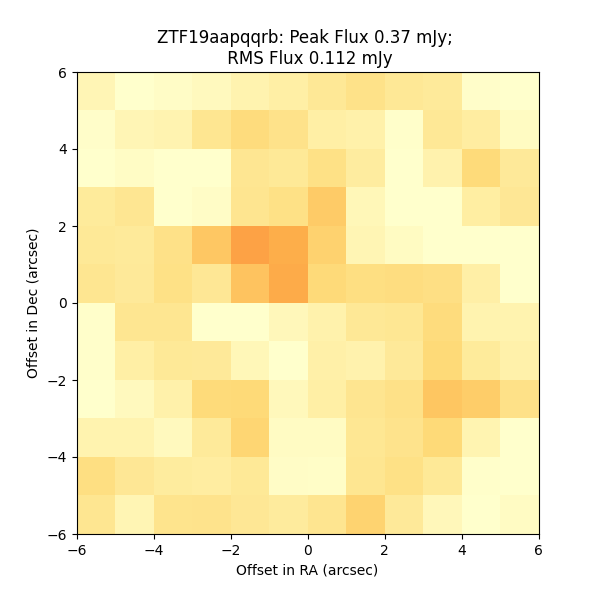 ZTF19aapqqrb: Peak Flux 0.37 mJy;
RMS Flux 0.112 mJy
6
4
2
0
−2
−4
−6
Offset in Dec (arcsec)
−6 −4 −2 0 2 4 6
Offset in RA (arcsec)